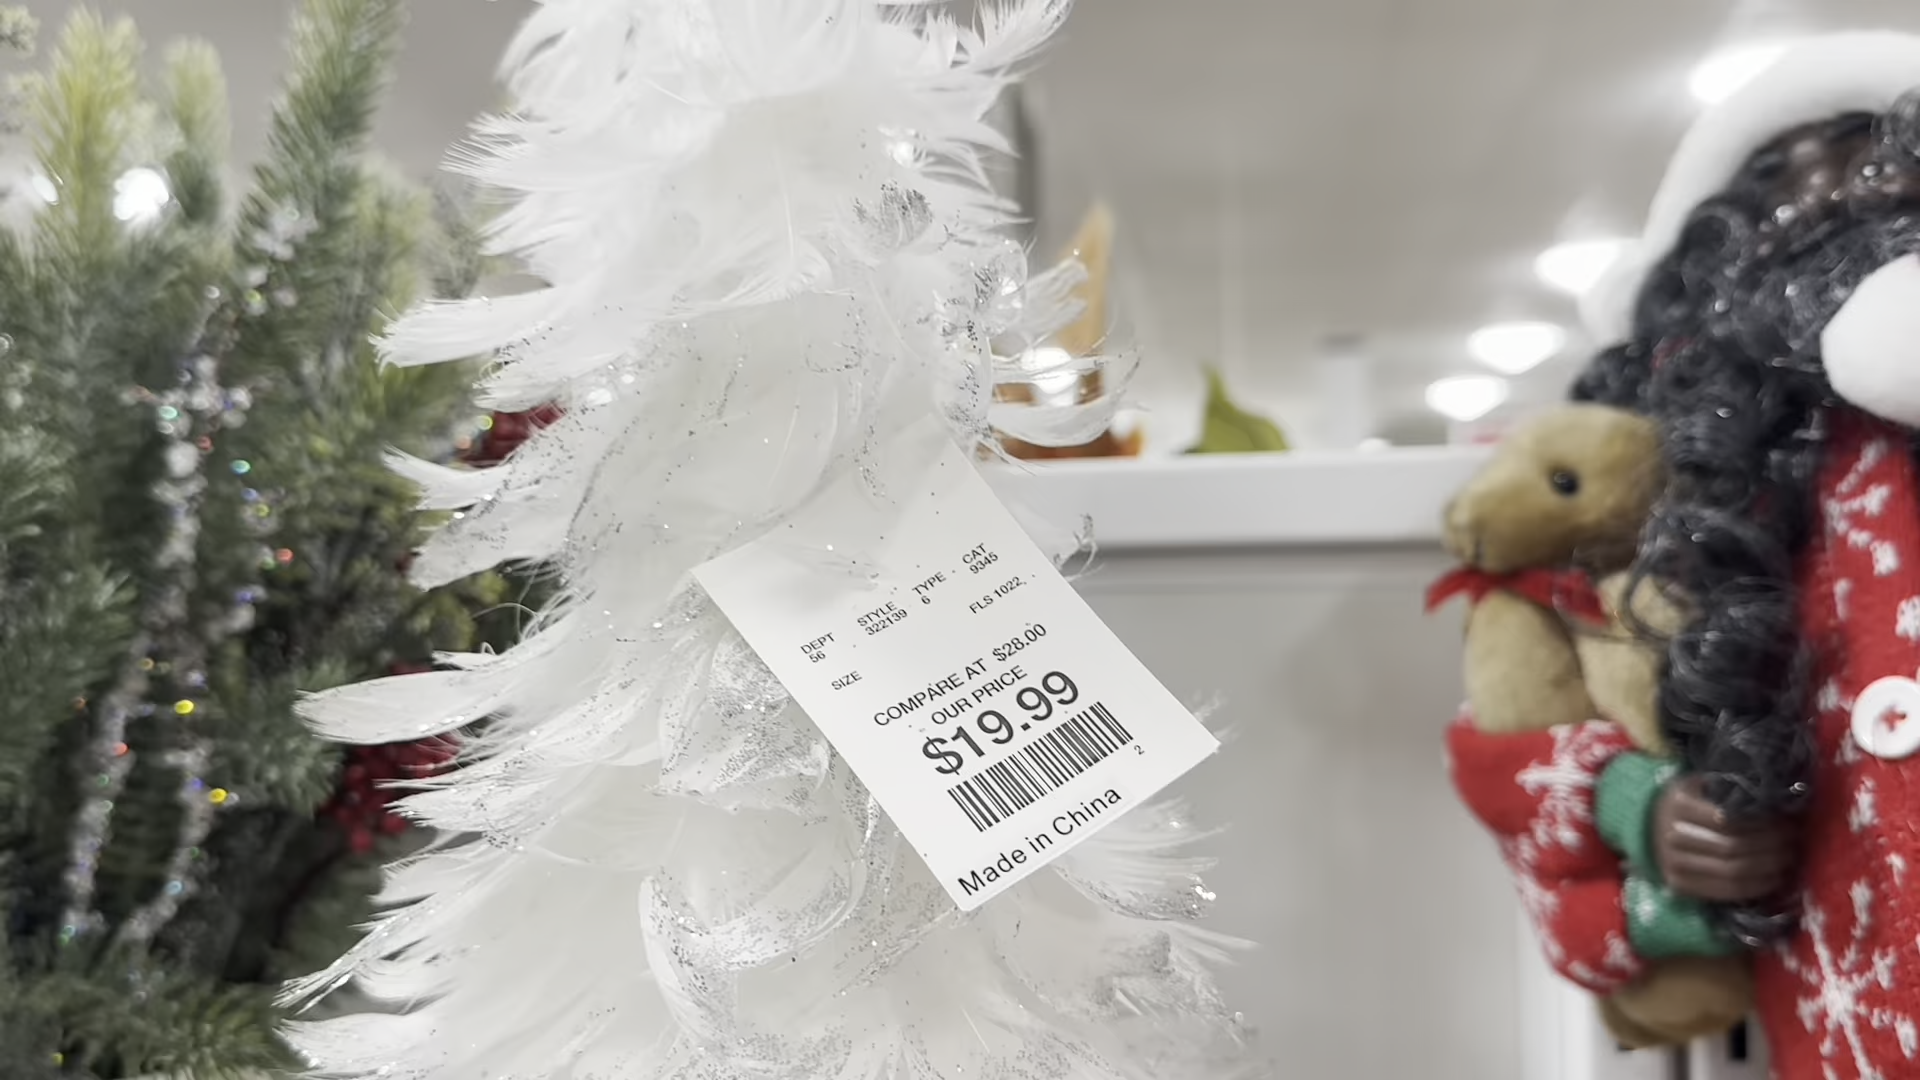 DEPT STYLE TYPE CAT
56 322139 6 9345
SIZE FLS 1022
COMPARE AT $28.00
OUR PRICE
$19.99
2
Made in China